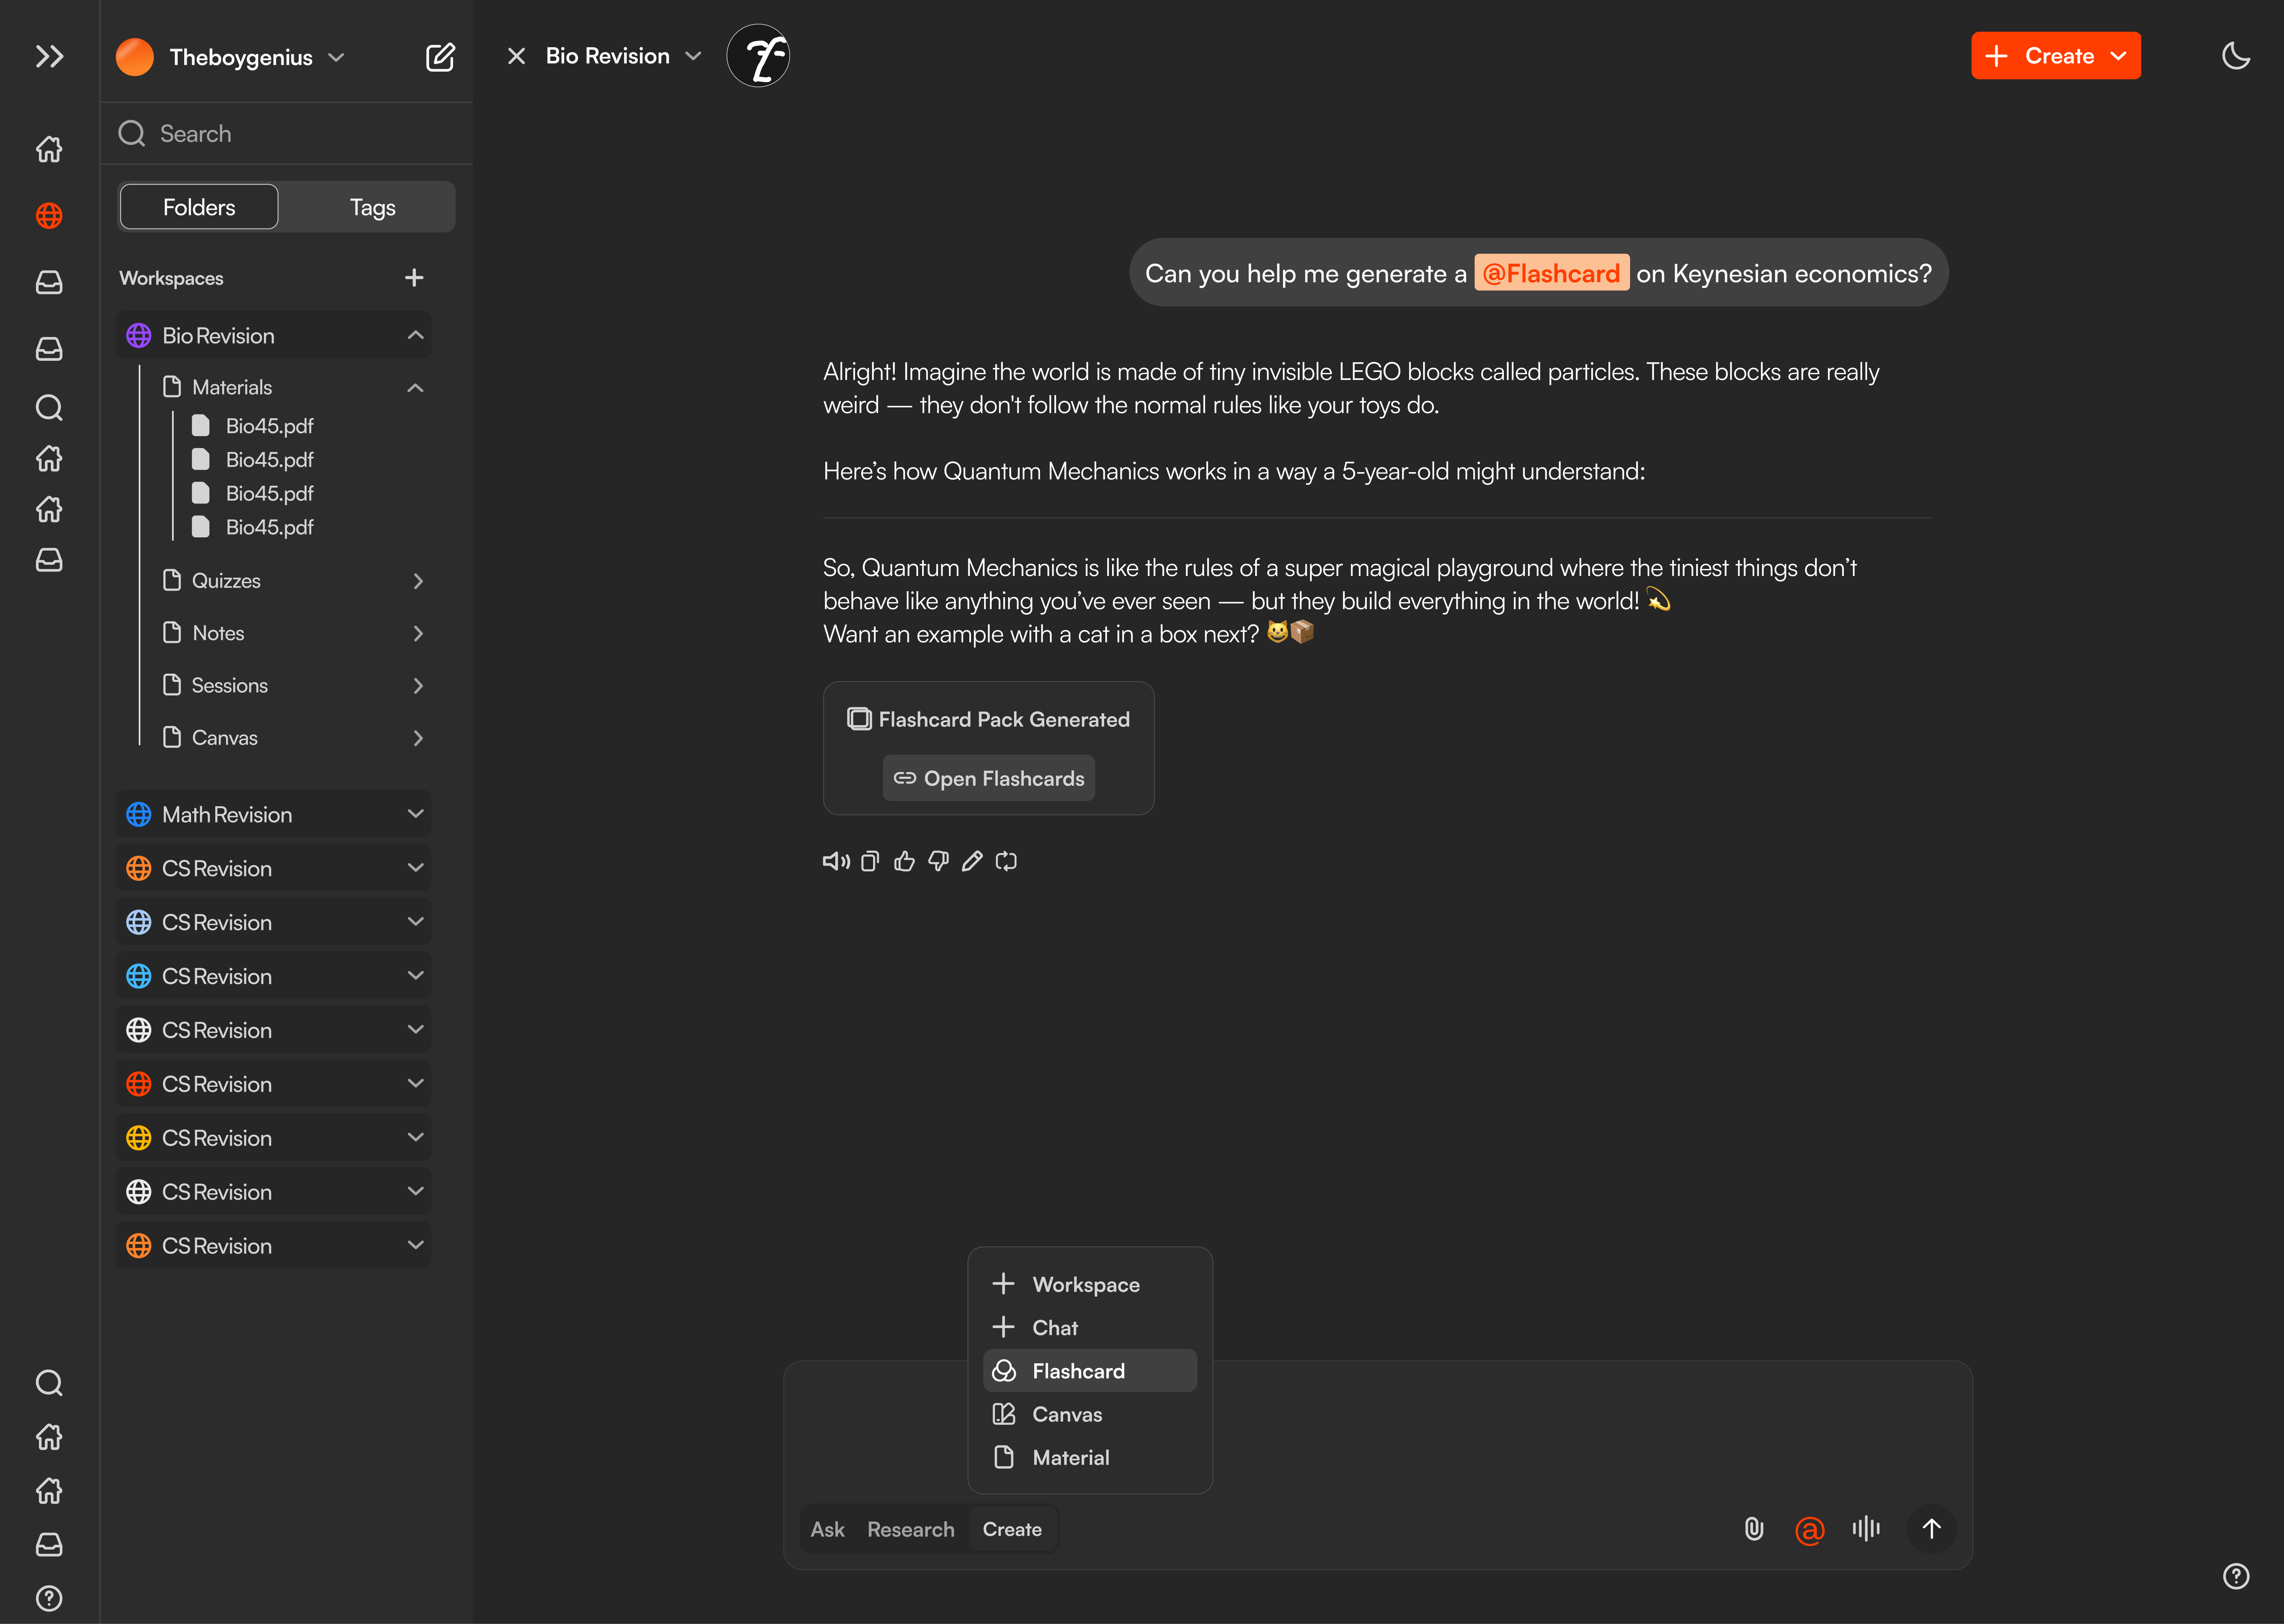 Theboygenius
Search
Folders
Tags
Workspaces
Bio Revision
Materials
Bio45.pdf
Bio45.pdf
Bio45.pdf
Bio45.pdf
Quizzes
Notes
Sessions
Canvas
Math Revision
CS Revision
CS Revision
CS Revision
CS Revision
CS Revision
CS Revision
CS Revision
CS Revision
Bio Revision
Create
Can you help me generate a @Flashcard on Keynesian economics?
Alright! Imagine the world is made of tiny invisible LEGO blocks called particles. These blocks are really
weird — they don't follow the normal rules like your toys do.
Here’s how Quantum Mechanics works in a way a 5-year-old might understand:
So, Quantum Mechanics is like the rules of a super magical playground where the tiniest things don’t
behave like anything you’ve ever seen — but they build everything in the world! 💫
Want an example with a cat in a box next? 😺📦
Flashcard Pack Generated
Open Flashcards
Workspace
Chat
Flashcard
Canvas
Material
Ask Research Create